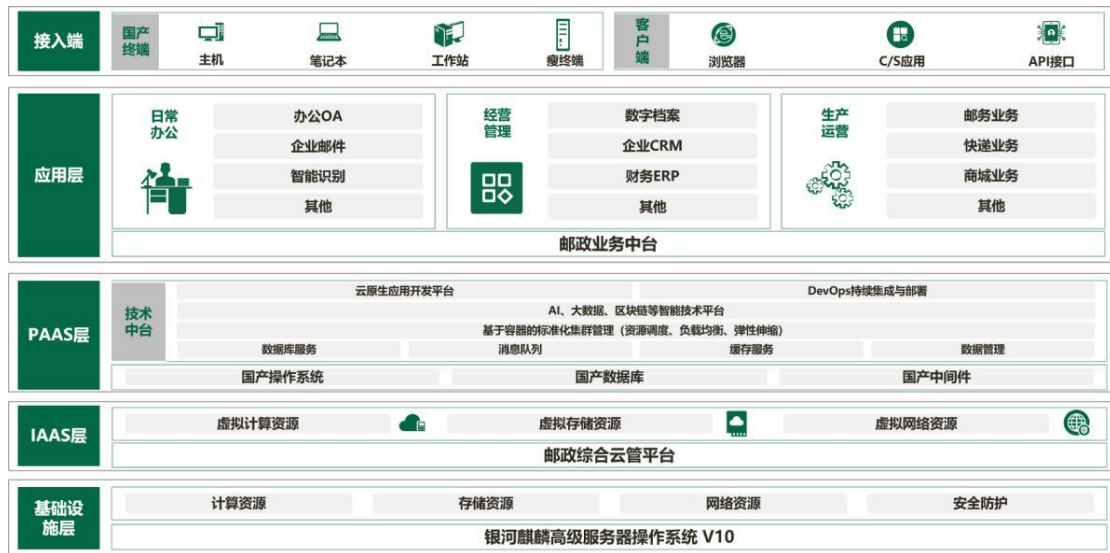 接入端
国产
终端
主机
笔记本
工作站
瘦终端
客
户
端
浏览器
C/S应用
API接口
应用层
日常
办公
办公OA
企业邮件
智能识别
其他
经营
管理
数字档案
企业CRM
财务ERP
其他
生产
运营
邮务业务
快递业务
商城业务
其他
邮政业务中台
PAAS层
技术
中台
云原生应用开发平台
DevOps持续集成与部署
AI、大数据、区块链等智能技术平台
基于容器的标准化集群管理（资源调度、负载均衡、弹性伸缩）
数据库服务
消息队列
缓存服务
数据管理
国产操作系统
国产数据库
国产中间件
IAAS层
虚拟计算资源
虚拟存储资源
虚拟网络资源
邮政综合云管平台
基础设
施层
计算资源
存储资源
网络资源
安全防护
银河麒麟高级服务器操作系统 V10